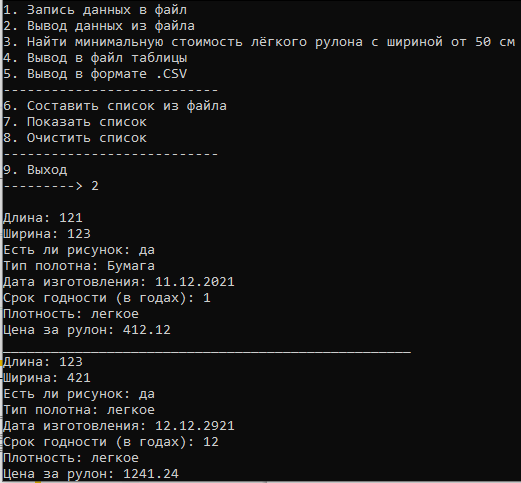 1. Запись данных в файл
2. Вывод данных из файла
3. Найти минимальную стоимость лёгкого рулона с шириной от 50 см
4. Вывод в файл таблицы
5. Вывод в формате .CSV
---------------------------
6. Составить список из файла
7. Показать список
8. Очистить список
---------------------------
9. Выход
---------> 2
Длина: 121
Ширина: 123
Есть ли рисунок: да
Тип полотна: Бумага
Дата изготовления: 11.12.2021
Срок годности (в годах): 1
Плотность: легкое
Цена за рулон: 412.12
___________________________________________________
Длина: 123
Ширина: 421
Есть ли рисунок: да
Тип полотна: легкое
Дата изготовления: 12.12.2921
Срок годности (в годах): 12
Плотность: легкое
Цена за рулон: 1241.24